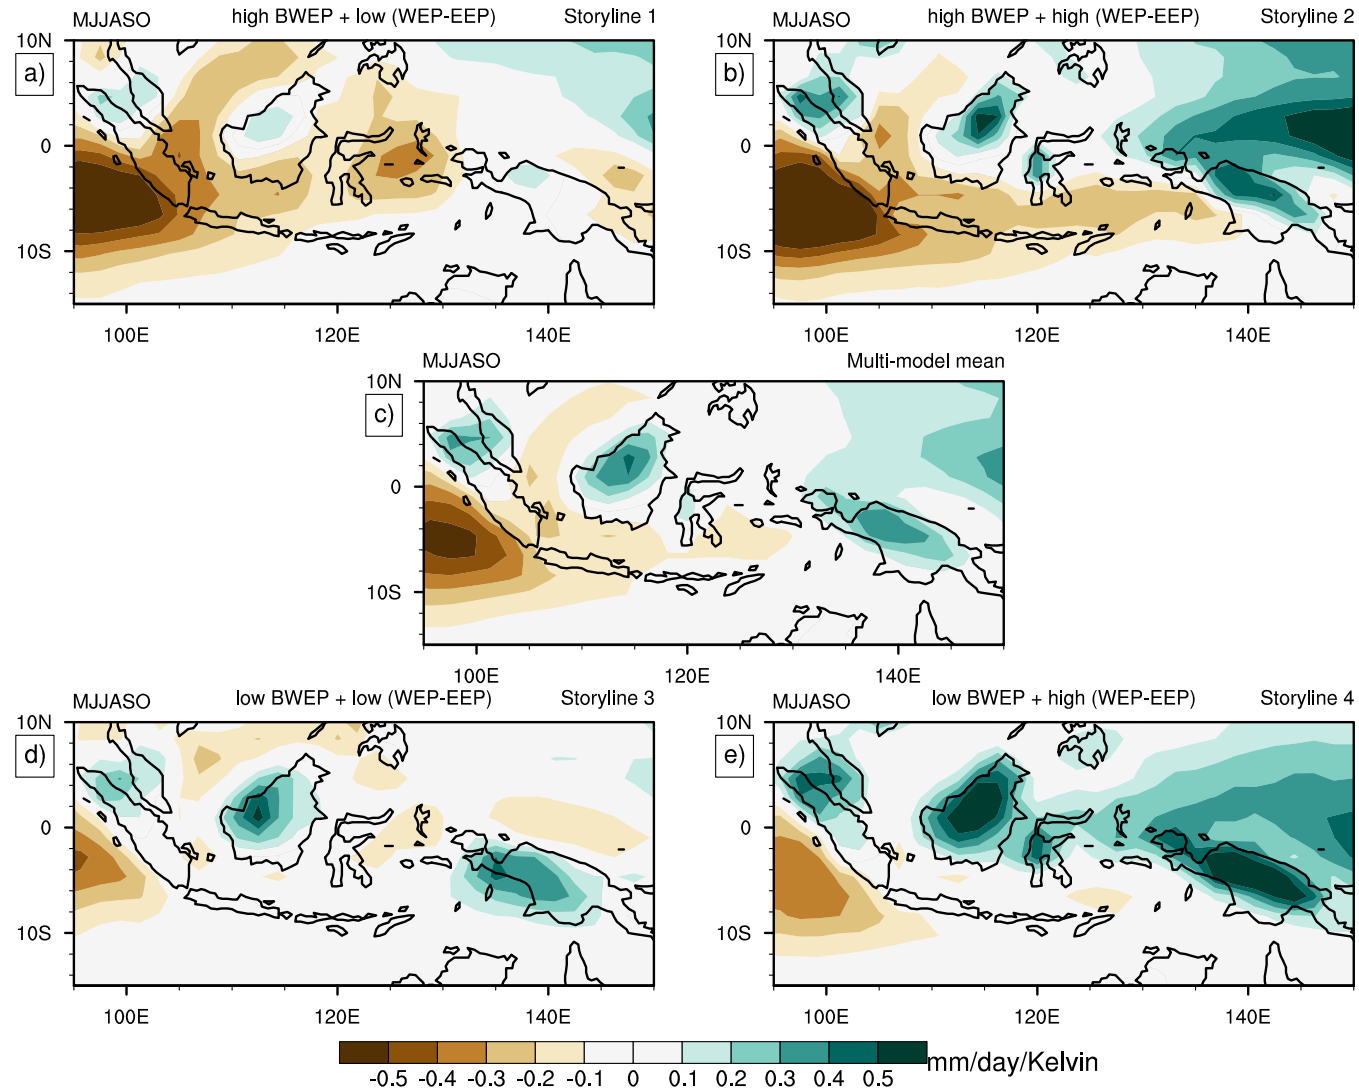 MJJASO high BWEP + low (WEP-EEP) Storyline 1
a)
10N
0
10S
100E 120E 140E
MJJASO high BWEP + high (WEP-EEP) Storyline 2
b)
10N
0
10S
100E 120E 140E
MJJASO Multi-model mean
c)
10N
0
10S
100E 120E 140E
MJJASO low BWEP + low (WEP-EEP) Storyline 3
d)
10N
0
10S
100E 120E 140E
MJJASO low BWEP + high (WEP-EEP) Storyline 4
e)
10N
0
10S
100E 120E 140E
-0.5 -0.4 -0.3 -0.2 -0.1 0 0.1 0.2 0.3 0.4 0.5 mm/day/Kelvin